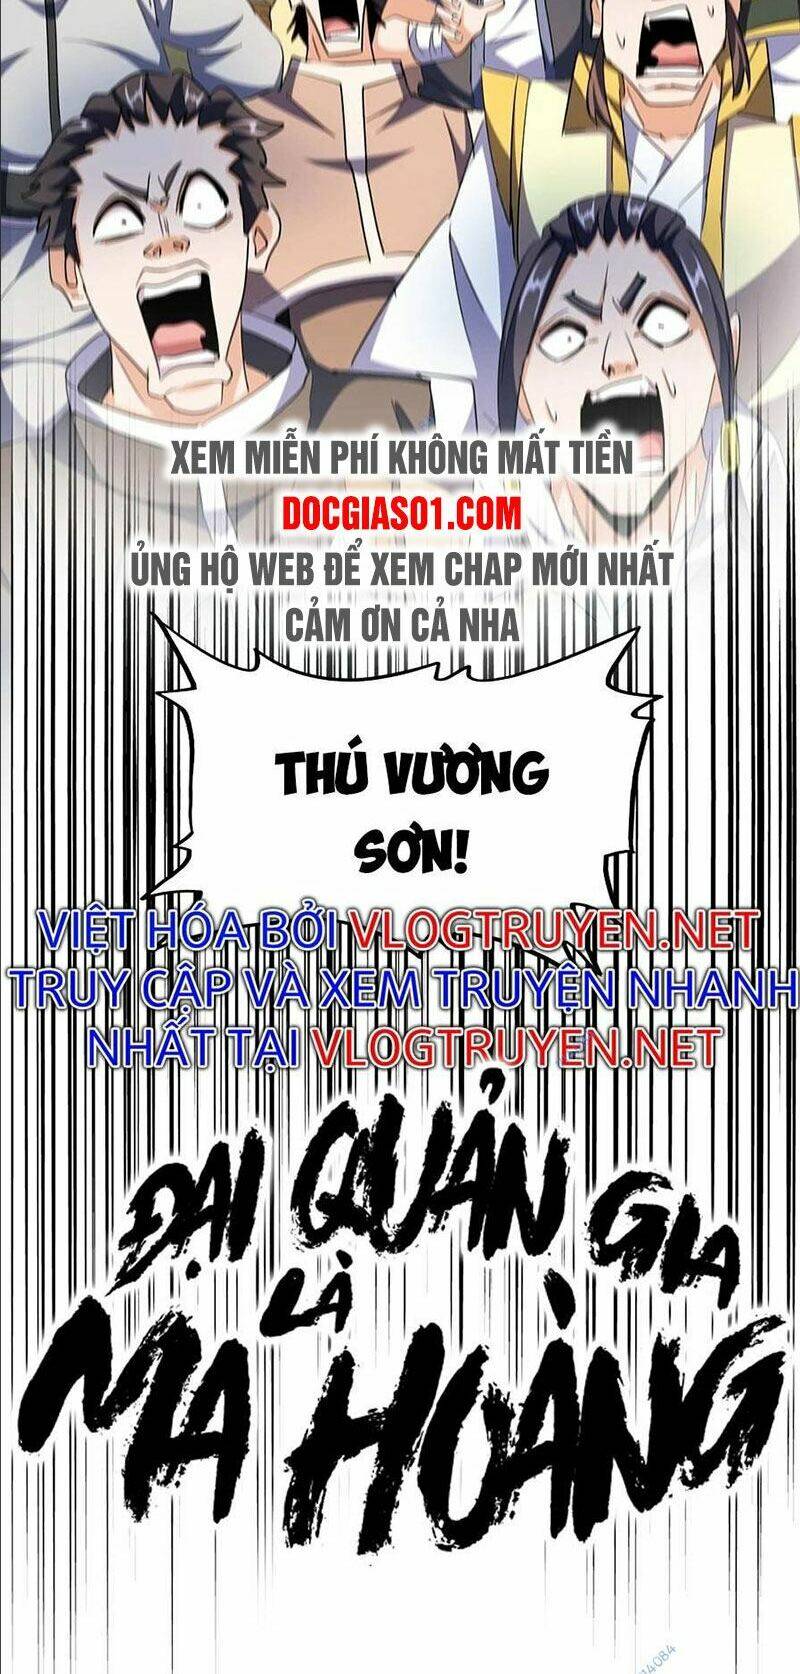 XEM MIỄN PHÍ KHÔNG MẤT TIỀN
DOCGIAS01.COM
ỦNG HỘ WEB ĐỂ XEM CHAP MỚI NHẤT
CẢM ƠN CẢ NHA
THÚ VƯƠNG
SƠN!
VIỆT HÓA BỞI VLOGTRUYEN.NET
TRUY CẬP VÀ XEM TRUYỆN NHANH
NHẤT TẠI VLOGTRUYEN.NET
ĐẠI QUẢN GIA
LÀ
MA HOÀNG